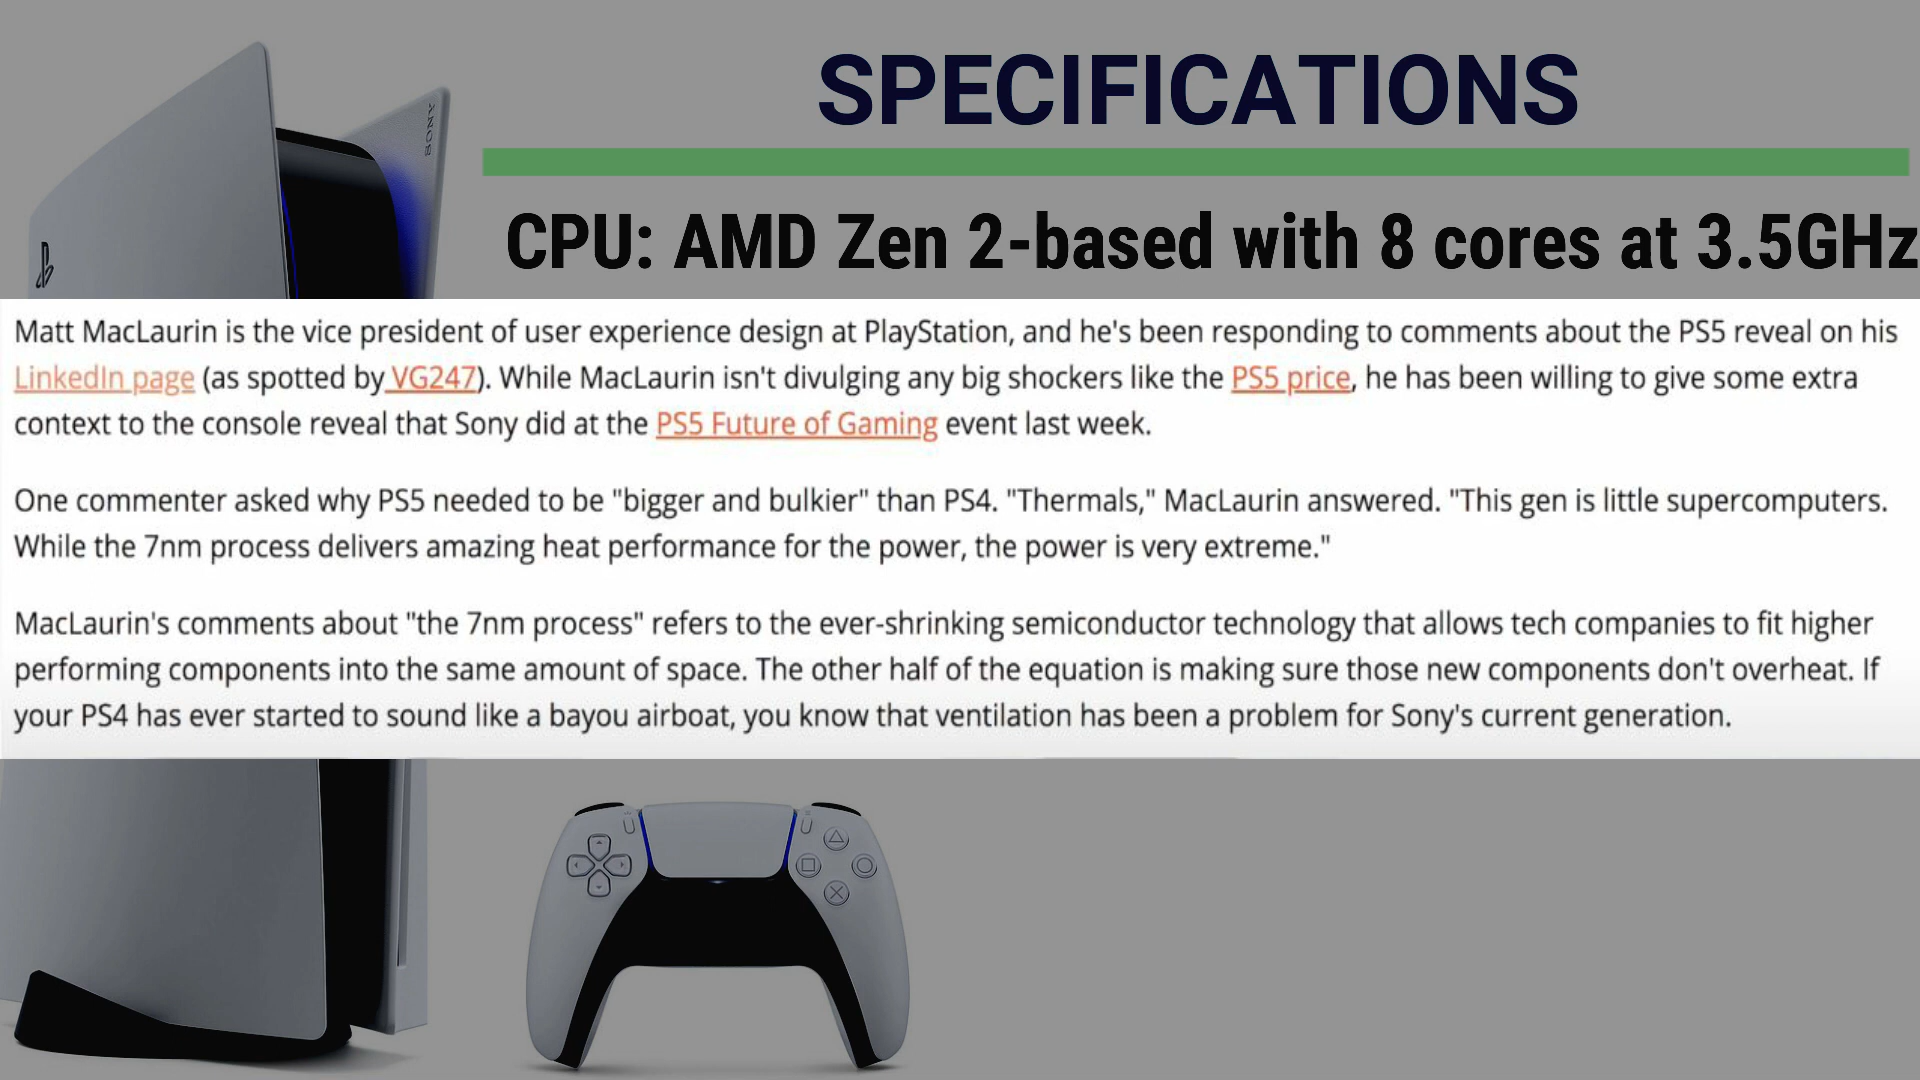 SPECIFICATIONS
SONY
CPU: AMD Zen 2-based with 8 cores at 3.5GHz
Matt MacLaurin is the vice president of user experience design at PlayStation, and he's been responding to comments about the PS5 reveal on his
LinkedIn page (as spotted by VG247). While MacLaurin isn't divulging any big shockers like the PS5 price, he has been willing to give some extra
context to the console reveal that Sony did at the PS5 Future of Gaming event last week.
One commenter asked why PS5 needed to be "bigger and bulkier" than PS4. "Thermals," MacLaurin answered. "This gen is little supercomputers.
While the 7nm process delivers amazing heat performance for the power, the power is very extreme."
MacLaurin's comments about "the 7nm process" refers to the ever-shrinking semiconductor technology that allows tech companies to fit higher
performing components into the same amount of space. The other half of the equation is making sure those new components don't overheat. If
your PS4 has ever started to sound like a bayou airboat, you know that ventilation has been a problem for Sony's current generation.